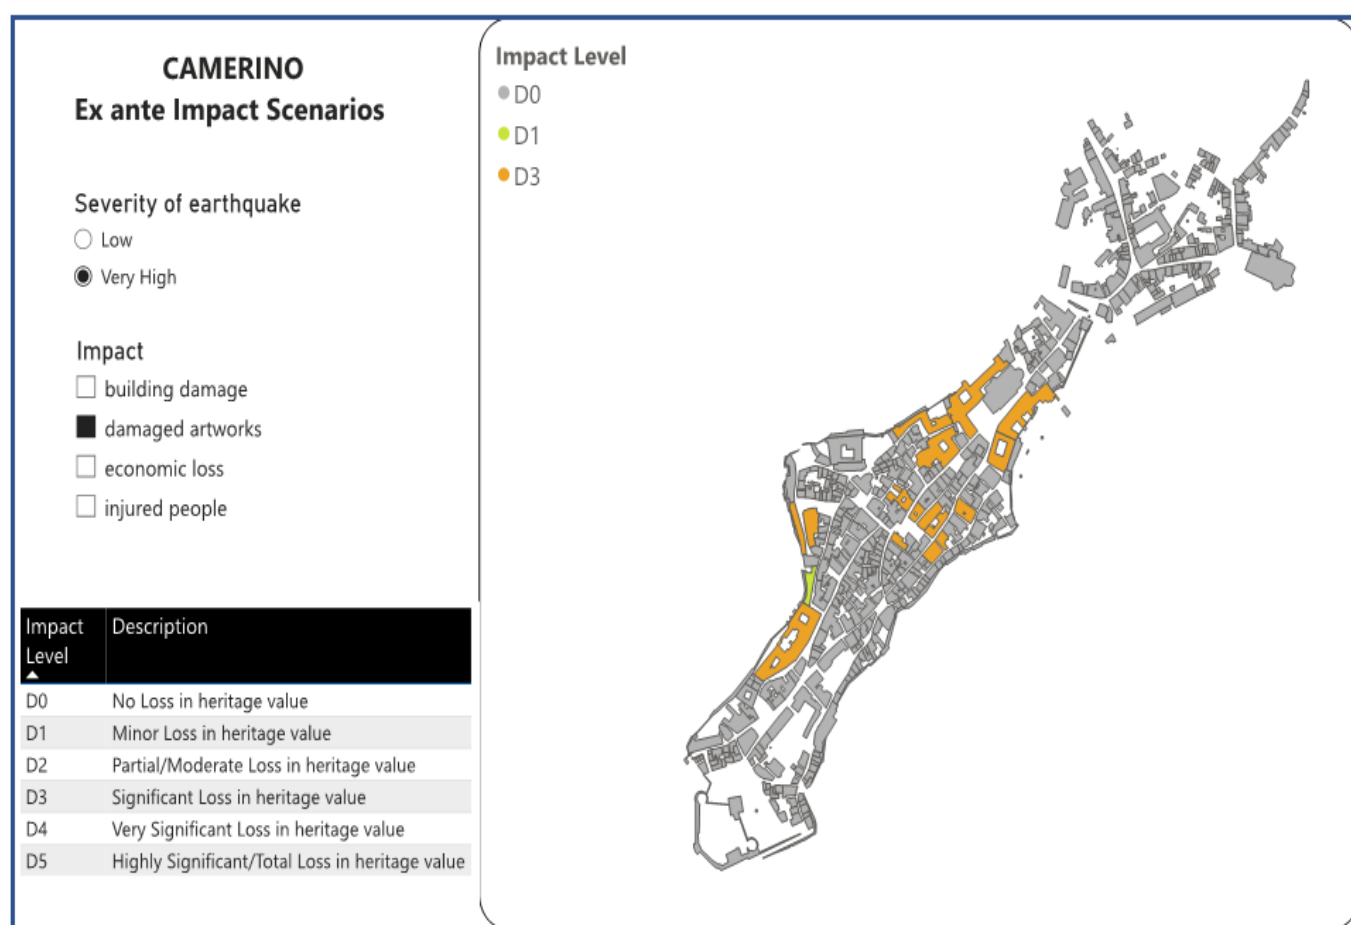 CAMERINO
Ex ante Impact Scenarios
Severity of earthquake
Low
Very High
Impact
building damage
damaged artworks
economic loss
injured people
Impact Level Description
D0 No Loss in heritage value
D1 Minor Loss in heritage value
D2 Partial/Moderate Loss in heritage value
D3 Significant Loss in heritage value
D4 Very Significant Loss in heritage value
D5 Highly Significant/Total Loss in heritage value
Impact Level
D0
D1
D3